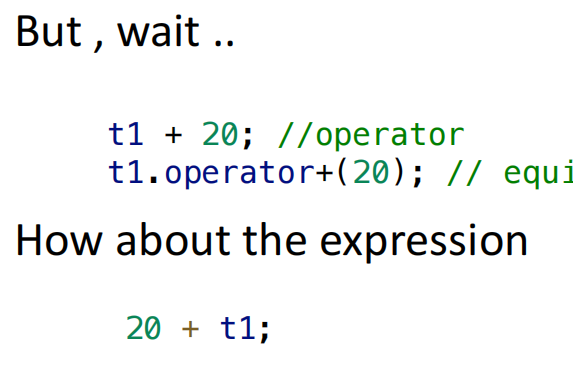 But , wait ..
t1 + 20; //operator
t1.operator+(20); // equi
How about the expression
20 + t1;